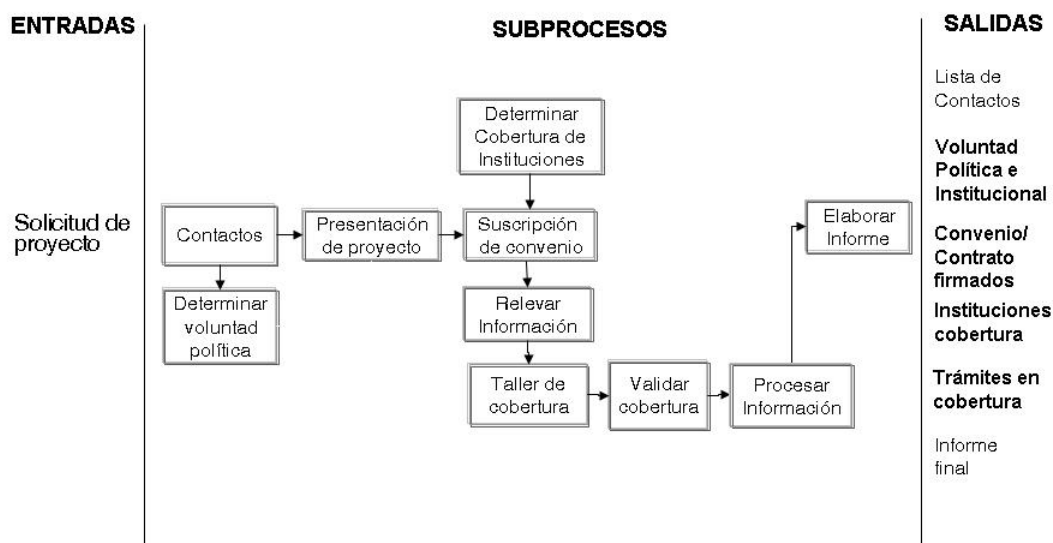 ENTRADAS
SUBPROCESOS
SALIDAS
Lista de
Contactos
Determinar
Cobertura de
Instituciones
Voluntad
Política e
Institucional
Solicitud de
proyecto
Contactos
Presentación
de proyecto
Suscripción
de convenio
Elaborar
Informe
Convenio/
Contrato
firmados
Determinar
voluntad
política
Relevar
Información
Instituciones
cobertura
Taller de
cobertura
Validar
cobertura
Procesar
Información
Trámites en
cobertura
Informe
final